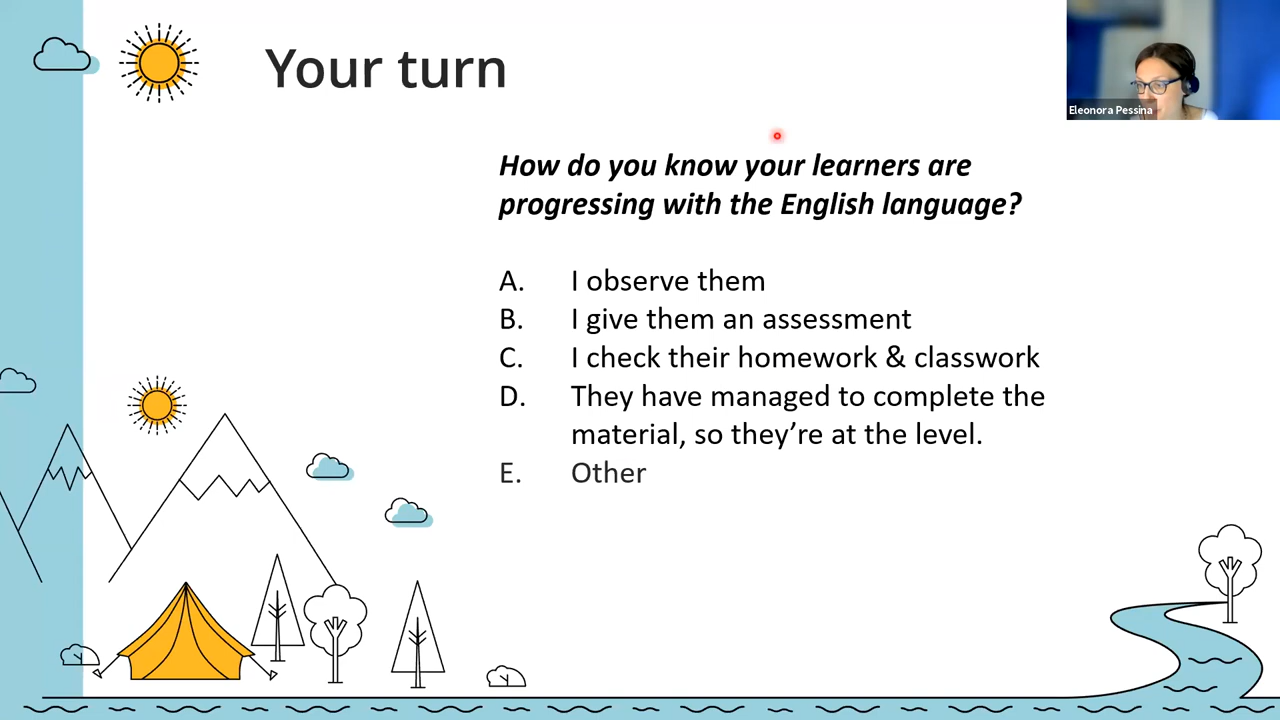 Your turn
Eleonora Pessina
How do you know your learners are
progressing with the English language?
A. I observe them
B. I give them an assessment
C. I check their homework & classwork
D. They have managed to complete the
material, so they’re at the level.
E. Other